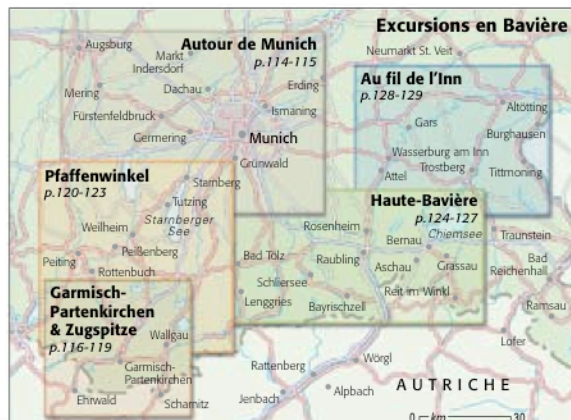 Excursions en Bavière
Augsburg
Markt
Indersdorf
Autour de Munich
p.114-115
Neumarkt St. Veit
Mering
Dachau
Erding
Au fil de l'Inn
p.128-129
Fürstenfeldbruck
Ismaning
Altötting
Germering
Munich
Gars
Burghausen
Grünwald
Wasserburg am Inn
Trostberg
Attel
Tittmoning
Pfaffenwinkel
p.120-123
Starnberg
Tutzing
Starnberger
See
Haute-Bavière
p.124-127
Weilheim
Rosenheim
Chiemsee
Bernau
Traunstein
Peiting
Peißenberg
Rottenbuch
Bad Tölz
Raubling
Aschau
Grassau
Bad
Reichenhall
Schliersee
Reit im Winkl
Garmisch-
Partenkirchen
& Zugspitze
p.116-119
Lenggries
Bayrischzell
Ramsau
Wallgau
Lofer
Garmisch-
Partenkirchen
Rattenberg
Wörgl
Ehrwald
Scharnitz
Jenbach
Alpbach
AUTRICHE
0 km 30